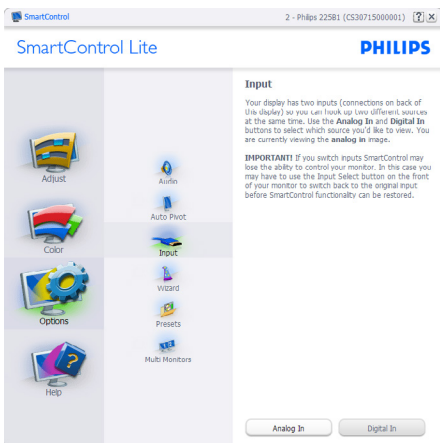 SmartControl
2 - Philips 225B1 (CS30715000001)
?
SmartControl Lite
PHILIPS
Adjust
Color
Options
Help
Audio
Auto Pivot
Input
Wizard
Presets
Multi Monitors
Input
Your display has two inputs (connections on back of
this display) so you can hook up two different sources
at the same time. Use the Analog In and Digital In
buttons to select which source you'd like to view. You
are currently viewing the analog in image.
IMPORTANT! If you switch inputs SmartControl may
lose the ability to control your monitor. In this case you
may have to use the Input Select button on the front
of your monitor to switch back to the original input
before SmartControl functionality can be restored.
Analog In
Digital In